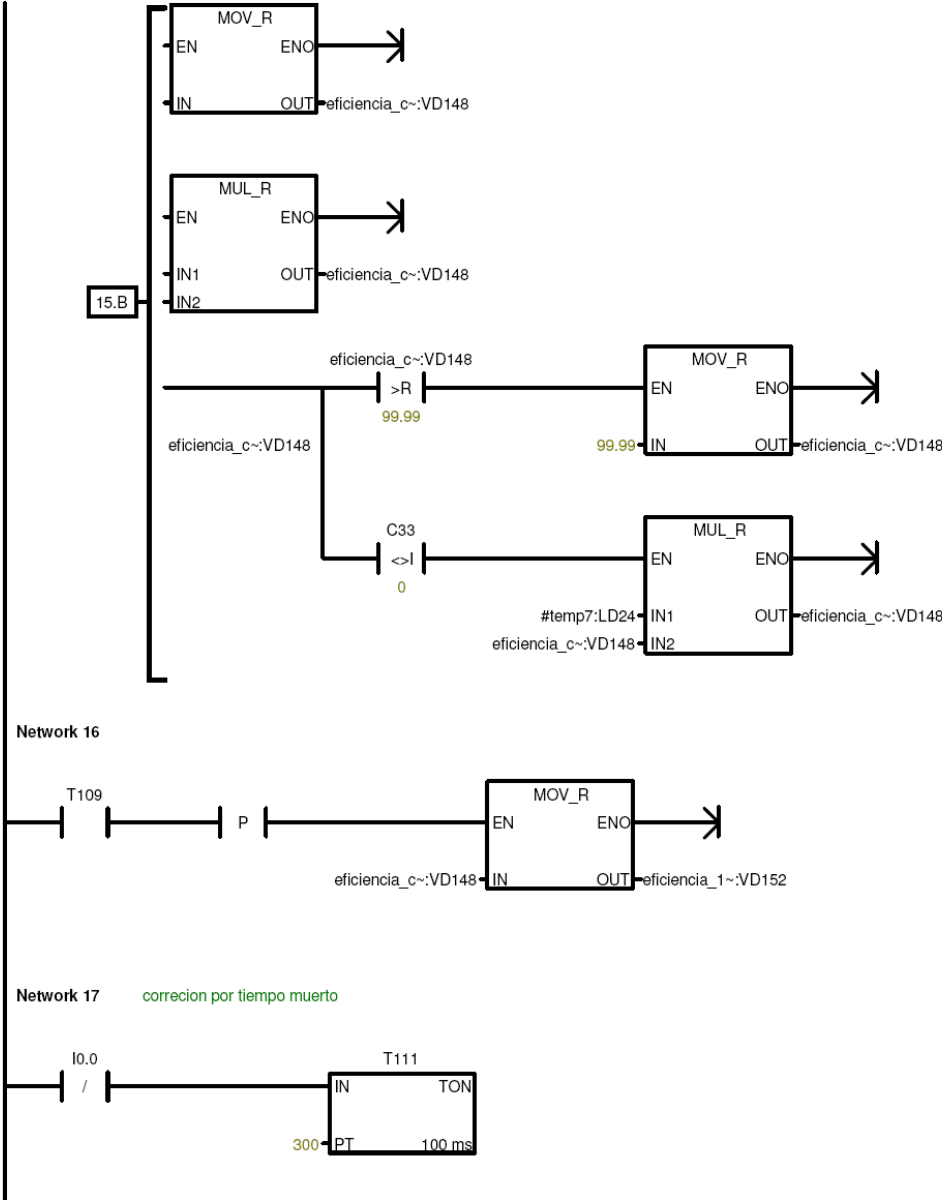 MOV_R
EN ENO
IN OUT eficiencia_c~:VD148
MUL_R
EN ENO
IN1 OUT eficiencia_c~:VD148
15.B IN2
eficiencia_c~:VD148 MOV_R
>R EN ENO
99.99
eficiencia_c~:VD148 99.99 IN OUT eficiencia_c~:VD148
C33 MUL_R
<>I EN ENO
0
#temp7:LD24 IN1 OUT eficiencia_c~:VD148
eficiencia_c~:VD148 IN2
Network 16
T109 MOV_R
P EN ENO
eficiencia_c~:VD148 IN OUT eficiencia_1~:VD152
Network 17 correcion por tiempo muerto
I0.0 T111
/ IN TON
300 PT 100 ms